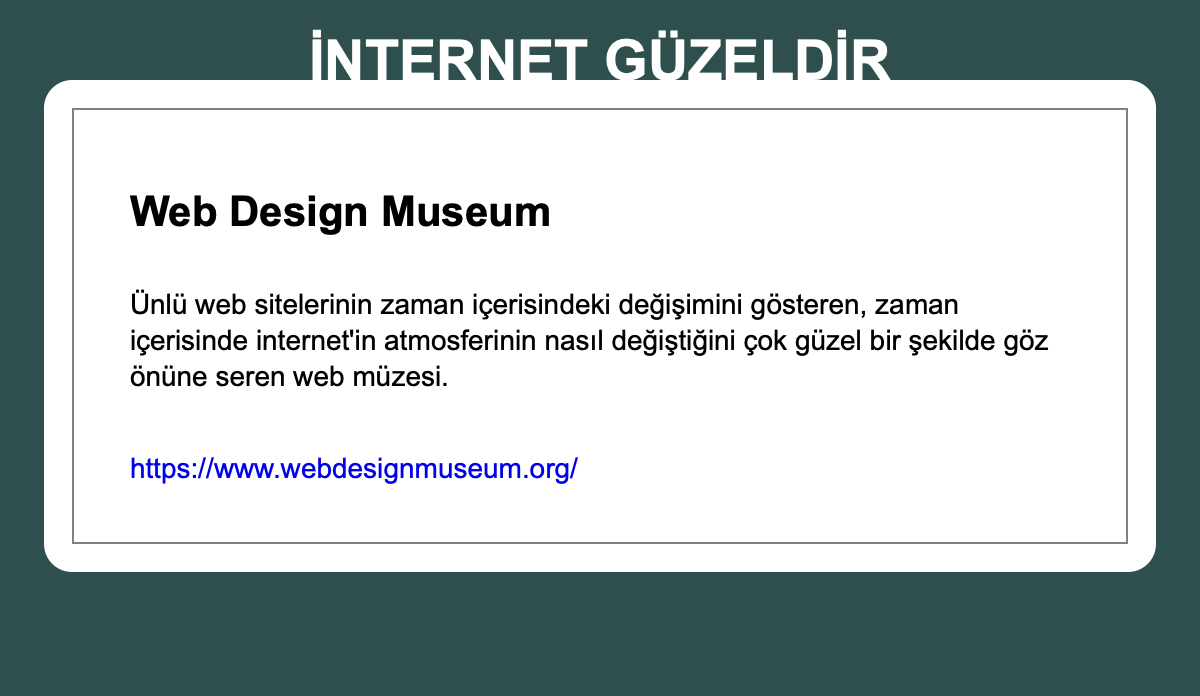 İNTERNET GÜZELDİR
Web Design Museum
Ünlü web sitelerinin zaman içerisindeki değişimini gösteren, zaman
içerisinde internet'in atmosferinin nasıl değiştiğini çok güzel bir şekilde göz
önüne seren web müzesi.
https://www.webdesignmuseum.org/